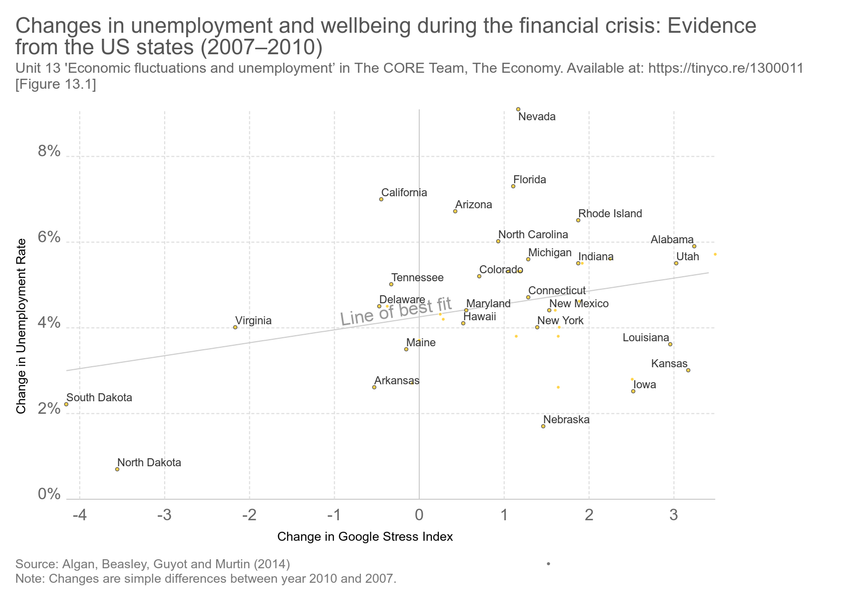 Changes in unemployment and wellbeing during the financial crisis: Evidence
from the US states (2007–2010)
Unit 13 'Economic fluctuations and unemployment' in The CORE Team, The Economy. Available at: https://tinyco.re/1300011
[Figure 13.1]
Nevada
8%
Florida
California
Arizona
Rhode Island
North Carolina
6%
Alabama
Michigan
Indiana
Utah
Colorado
Tennessee
Connecticut
Delaware
Maryland
New Mexico
Line of best fit
Hawaii
New York
Virginia
4%
Louisiana
Maine
Kansas
Arkansas
Iowa
South Dakota
2%
Nebraska
North Dakota
0%
Change in Unemployment Rate
-4 -3 -2 -1 0 1 2 3
Change in Google Stress Index
Source: Algan, Beasley, Guyot and Murtin (2014)
Note: Changes are simple differences between year 2010 and 2007.